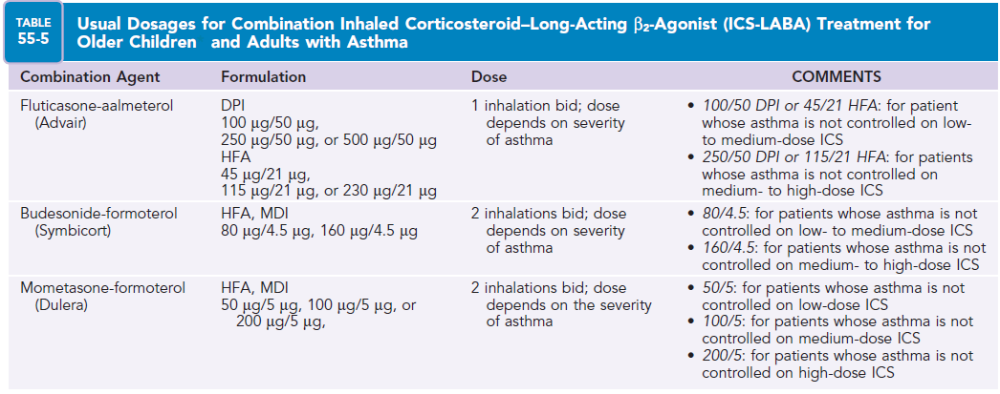 TABLE
55-5
Usual Dosages for Combination Inhaled Corticosteroid–Long-Acting β2-Agonist (ICS-LABA) Treatment for
Older Children and Adults with Asthma
Combination Agent Formulation Dose COMMENTS
Fluticasone-aalmeterol
(Advair)
DPI
100 μg/50 μg,
250 μg/50 μg, or 500 μg/50 μg
HFA
45 μg/21 μg,
115 μg/21 μg, or 230 μg/21 μg
1 inhalation bid; dose
depends on severity
of asthma
• 100/50 DPI or 45/21 HFA: for patient
whose asthma is not controlled on low-
to medium-dose ICS
• 250/50 DPI or 115/21 HFA: for patients
whose asthma is not controlled on
medium- to high-dose ICS
Budesonide-formoterol
(Symbicort)
HFA, MDI
80 μg/4.5 μg, 160 μg/4.5 μg
2 inhalations bid; dose
depends on severity
of asthma
• 80/4.5: for patients whose asthma is not
controlled on low- to medium-dose ICS
• 160/4.5: for patients whose asthma is not
controlled on medium- to high-dose ICS
Mometasone-formoterol
(Dulera)
HFA, MDI
50 μg/5 μg, 100 μg/5 μg, or
200 μg/5 μg,
2 inhalations bid; dose
depends on the severity
of asthma
• 50/5: for patients whose asthma is not
controlled on low-dose ICS
• 100/5: for patients whose asthma is not
controlled on medium-dose ICS
• 200/5: for patients whose asthma is not
controlled on high-dose ICS